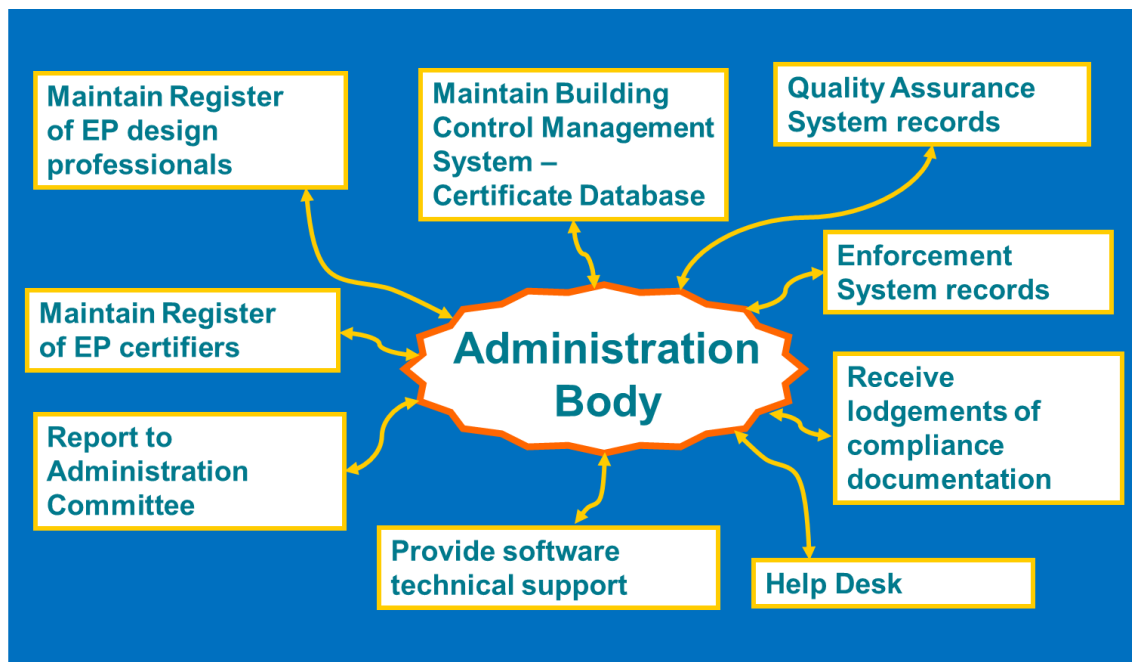 Maintain Register
of EP design
professionals
Maintain Building
Control Management
System –
Certificate Database
Quality Assurance
System records
Enforcement
System records
Maintain Register
of EP certifiers
Administration
Body
Receive
lodgements of
compliance
documentation
Report to
Administration
Committee
Provide software
technical support
Help Desk